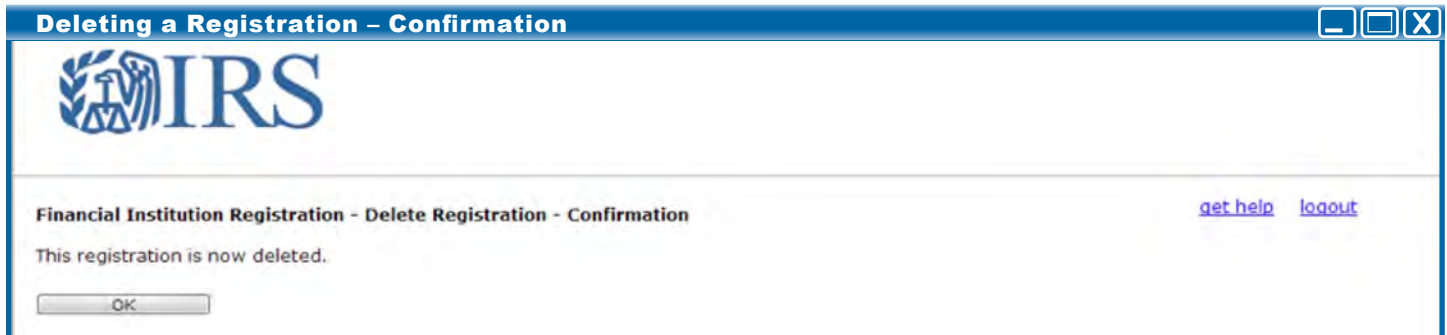 Deleting a Registration – Confirmation
IRS
Financial Institution Registration - Delete Registration - Confirmation
get help logout
This registration is now deleted.
OK